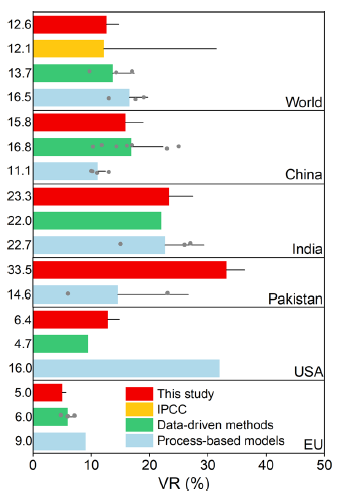 12.6
12.1
13.7
16.5
World
15.8
16.8
11.1
China
23.3
22.0
22.7
India
33.5
14.6
Pakistan
6.4
4.7
16.0
USA
5.0
This study
IPCC
6.0
Data-driven methods
9.0
Process-based models
EU
0 10 20 30 40 50
VR (%)